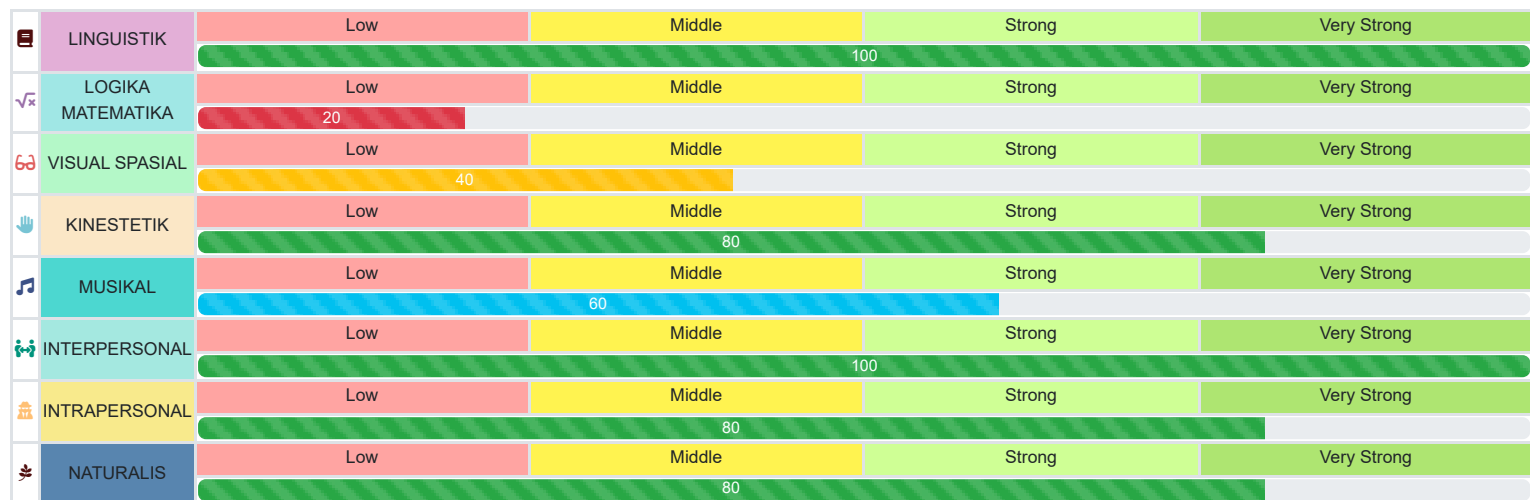 LINGUISTIK
Low Middle Strong Very Strong
100
LOGIKA
MATEMATIKA
Low Middle Strong Very Strong
20
VISUAL SPASIAL
Low Middle Strong Very Strong
40
KINESTETIK
Low Middle Strong Very Strong
80
MUSIKAL
Low Middle Strong Very Strong
60
INTERPERSONAL
Low Middle Strong Very Strong
100
INTRAPERSONAL
Low Middle Strong Very Strong
80
NATURALIS
Low Middle Strong Very Strong
80